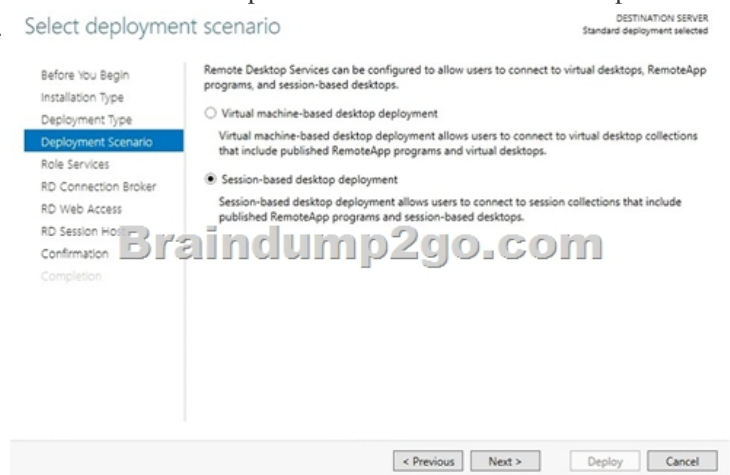 Select deployment scenario
DESTINATION SERVER
Standard deployment selected
Before You Begin
Installation Type
Deployment Type
Deployment Scenario
Role Services
RD Connection Broker
RD Web Access
RD Session
Confirmation
Completion
Remote Desktop Services can be configured to allow users to connect to virtual desktops, RemoteApp
programs, and session-based desktops.
Virtual machine-based desktop deployment
Virtual machine-based desktop deployment allows users to connect to virtual desktop collections
that include published RemoteApp programs and virtual desktops.
Session-based desktop deployment
Session-based desktop deployment allows users to connect to session collections that include
published RemoteApp programs and session-based desktops.
Braindump2go.com
< Previous
Next >
Deploy
Cancel